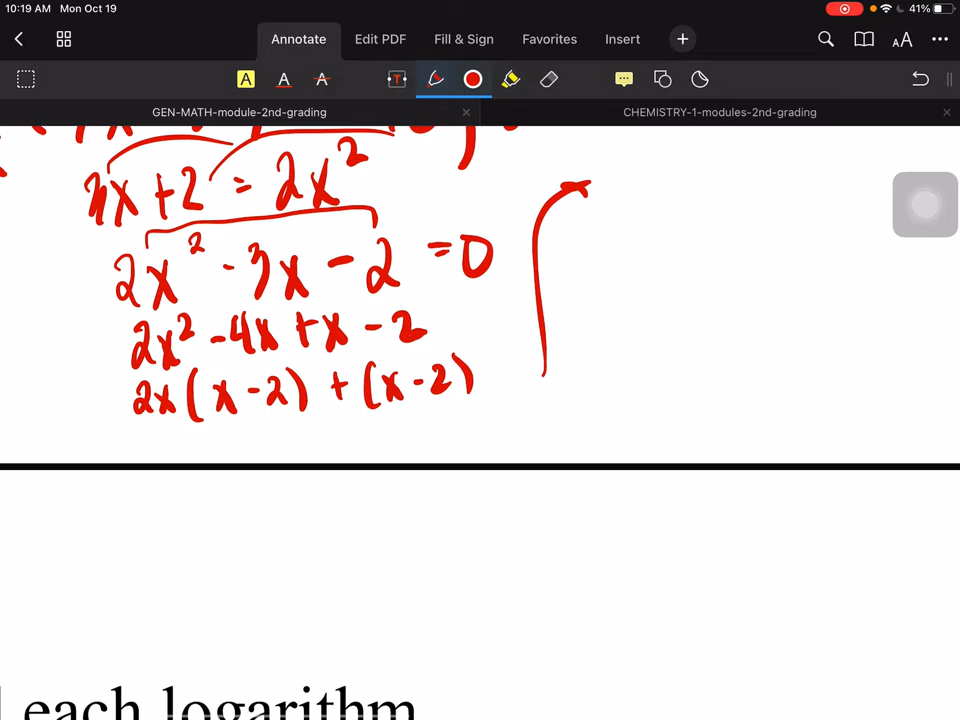 10:19 AM Mon Oct 19
41%
Annotate Edit PDF Fill & Sign Favorites Insert
AA
A A A T
GEN-MATH-module-2nd-grading
CHEMISTRY-1-modules-2nd-grading
3x + 2 = 2x²
2x² - 3x - 2 = 0
2x² - 4x + x - 2
2x (x - 2) + (x - 2)
each logarithm